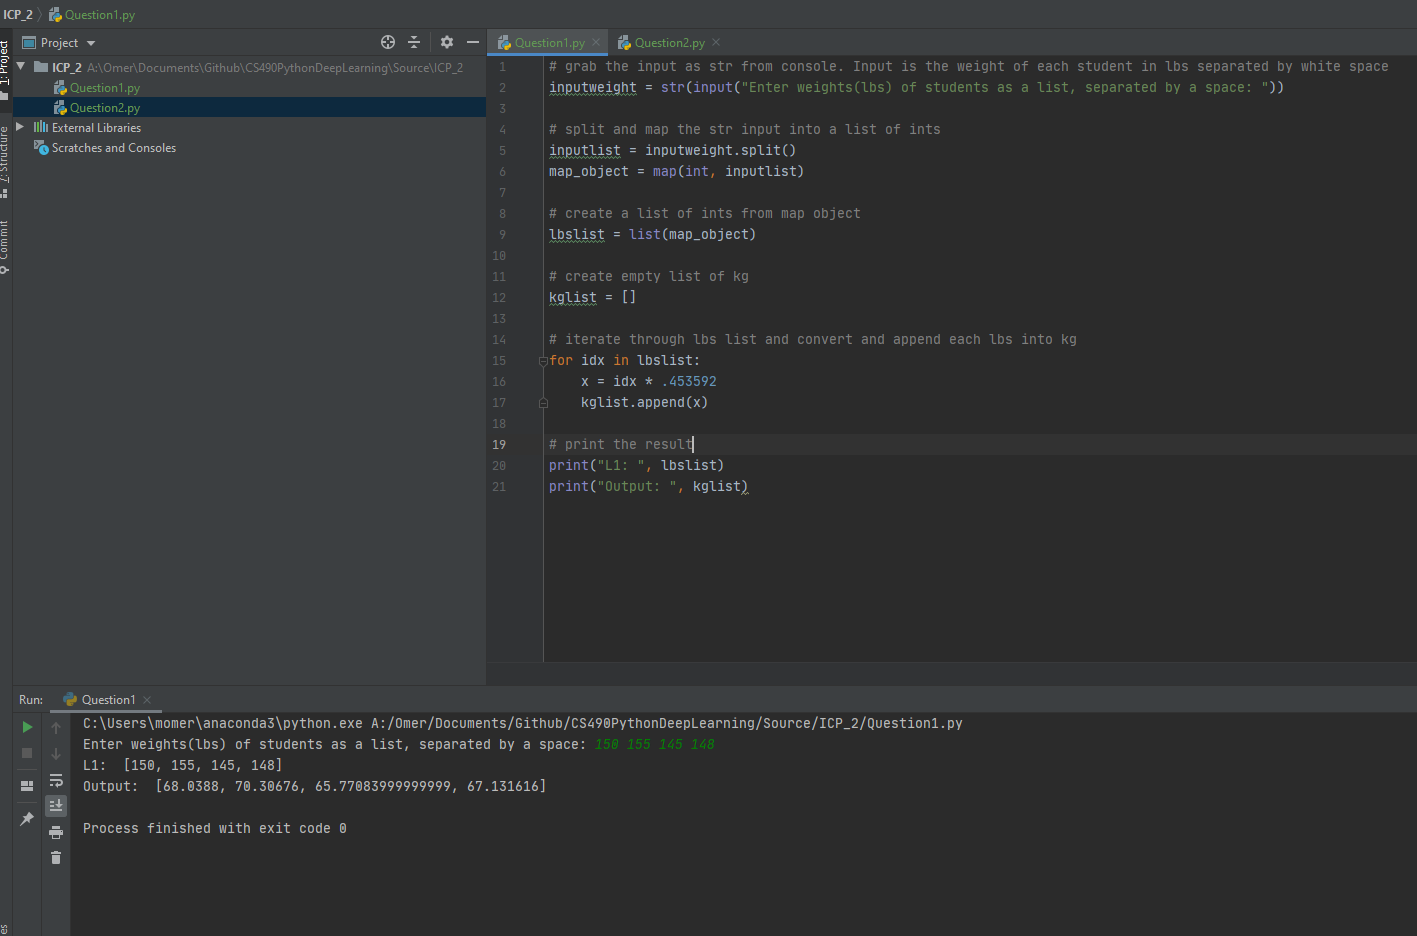 ICP_2 Question1.py
Project
Question1.py
Question2.py
1: Project
ICP_2 A:\Omer\Documents\Github\CS490PythonDeepLearning\Source\ICP_2
Question1.py
Question2.py
External Libraries
Scratches and Consoles
7: Structure
Commit
1 # grab the input as str from console. Input is the weight of each student in lbs separated by white space
2 inputweight = str(input("Enter weights(lbs) of students as a list, separated by a space: "))
3
4 # split and map the str input into a list of ints
5 inputlist = inputweight.split()
6 map_object = map(int, inputlist)
7
8 # create a list of ints from map object
9 lbslist = list(map_object)
10
11 # create empty list of kg
12 kglist = []
13
14 # iterate through lbs list and convert and append each lbs into kg
15 for idx in lbslist:
16     x = idx * .453592
17     kglist.append(x)
18
19 # print the result
20 print("L1: ", lbslist)
21 print("Output: ", kglist)
Run: Question1
C:\Users\momer\anaconda3\python.exe A:/Omer/Documents/Github/CS490PythonDeepLearning/Source/ICP_2/Question1.py
Enter weights(lbs) of students as a list, separated by a space: 150 155 145 148
L1:  [150, 155, 145, 148]
Output:  [68.0388, 70.30676, 65.77083999999999, 67.131616]
Process finished with exit code 0